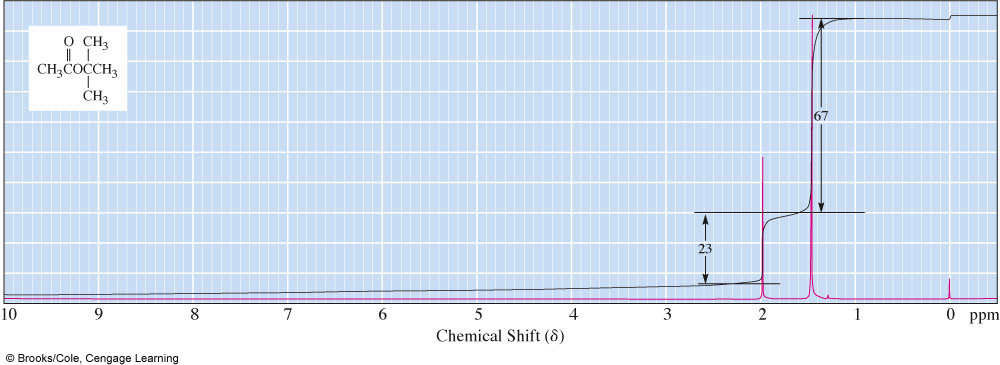 O CH₃
‖ |
CH₃COCCH₃
|
CH₃
67
23
10 9 8 7 6 5 4 3 2 1 0 ppm
Chemical Shift (δ)
© Brooks/Cole, Cengage Learning